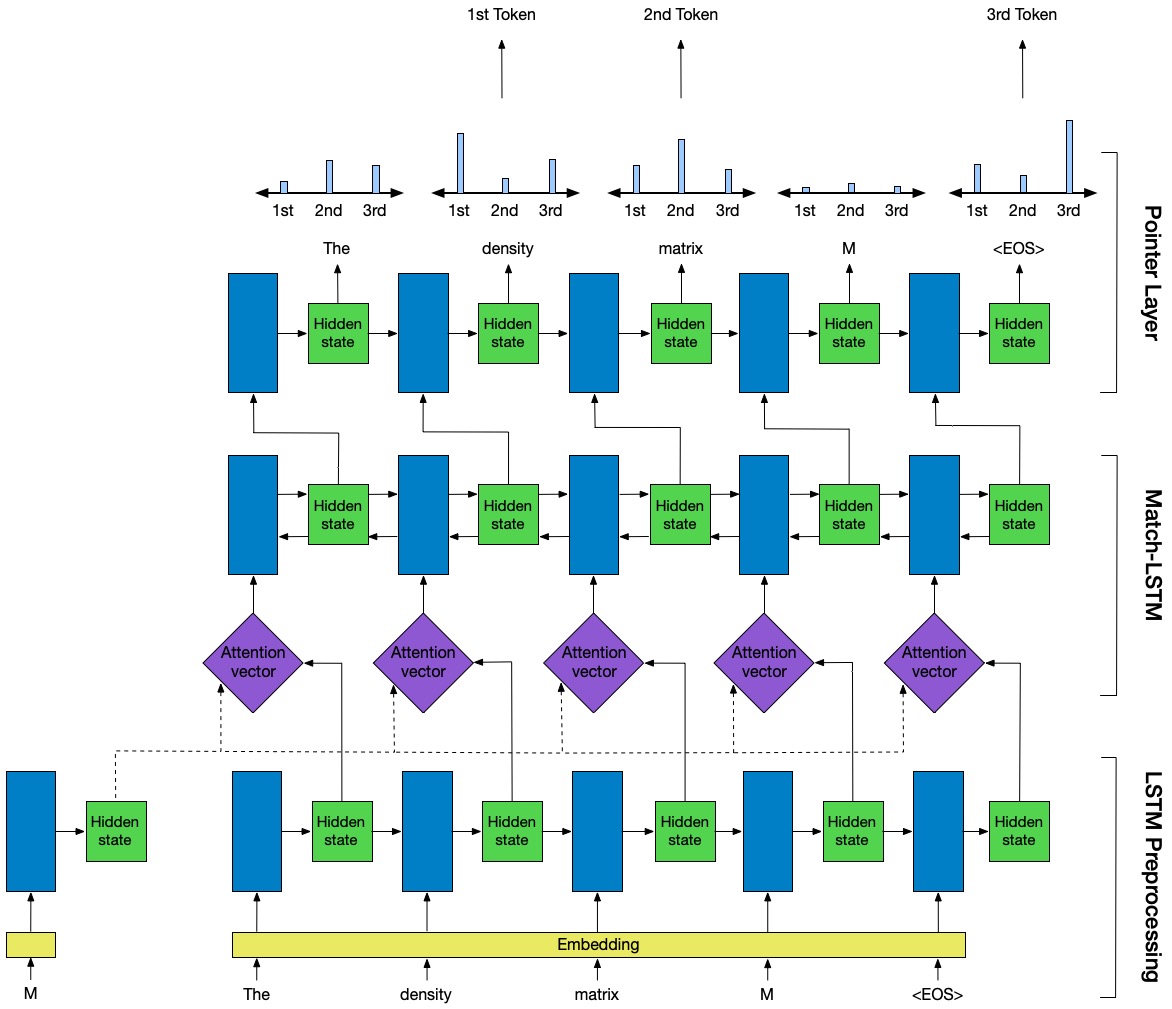 1st Token 2nd Token 3rd Token
1st 2nd 3rd 1st 2nd 3rd 1st 2nd 3rd 1st 2nd 3rd 1st 2nd 3rd
The density matrix M <EOS>
Hidden state Hidden state Hidden state Hidden state Hidden state
Pointer Layer
Hidden state Hidden state Hidden state Hidden state Hidden state
Match-LSTM
Attention vector Attention vector Attention vector Attention vector Attention vector
Hidden state Hidden state Hidden state Hidden state Hidden state Hidden state
LSTM Preprocessing
Embedding
M The density matrix M <EOS>